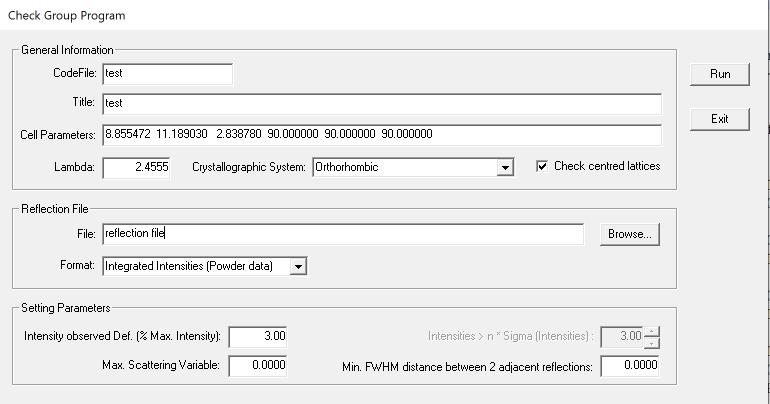 Check Group Program
General Information
CodeFile: test
Title: test
Cell Parameters: 8.855472 11.189030 2.838780 90.000000 90.000000 90.000000
Lambda: 2.4555 Crystallographic System: Orthorhombic Check centred lattices
Run
Exit
Reflection File
File: reflection file Browse...
Format: Integrated Intensities (Powder data)
Setting Parameters
Intensity observed Def. (% Max. Intensity): 3.00 Intensities > n * Sigma (Intensities) : 3.00
Max. Scattering Variable: 0.0000 Min. FWHM distance between 2 adjacent reflections: 0.0000